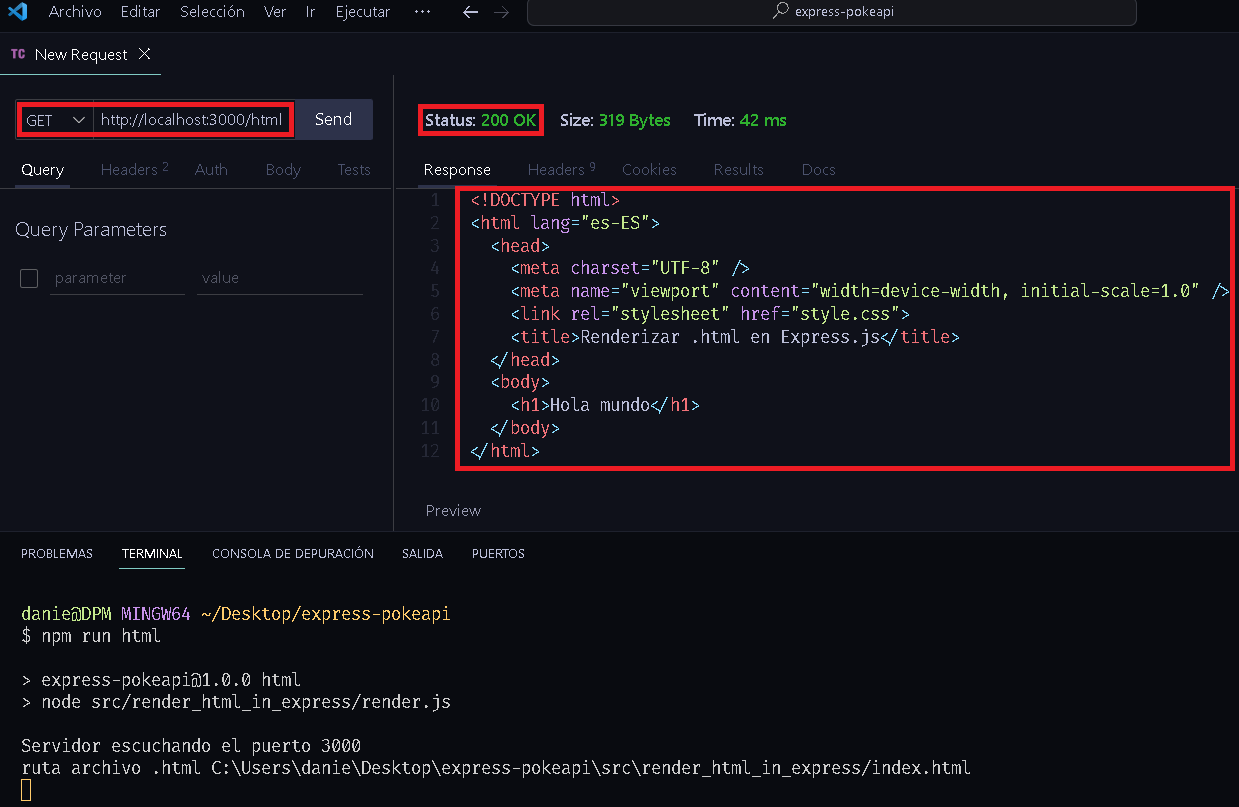 Archivo Editar Selección Ver Ir Ejecutar ··· express-pokeapi
TC New Request
GET http://localhost:3000/html Send
Query Headers 2 Auth Body Tests
Query Parameters
parameter value
Status: 200 OK Size: 319 Bytes Time: 42 ms
Response Headers 9 Cookies Results Docs
1 <!DOCTYPE html>
2 <html lang="es-ES">
3 <head>
4 <meta charset="UTF-8" />
5 <meta name="viewport" content="width=device-width, initial-scale=1.0" />
6 <link rel="stylesheet" href="style.css">
7 <title>Renderizar .html en Express.js</title>
8 </head>
9 <body>
10 <h1>Hola mundo</h1>
11 </body>
12 </html>
Preview
PROBLEMAS TERMINAL CONSOLA DE DEPURACIÓN SALIDA PUERTOS
danie@DPM MINGW64 ~/Desktop/express-pokeapi
$ npm run html
> express-pokeapi@1.0.0 html
> node src/render_html_in_express/render.js
Servidor escuchando el puerto 3000
ruta archivo .html C:\Users\danie\Desktop\express-pokeapi\src\render_html_in_express/index.html